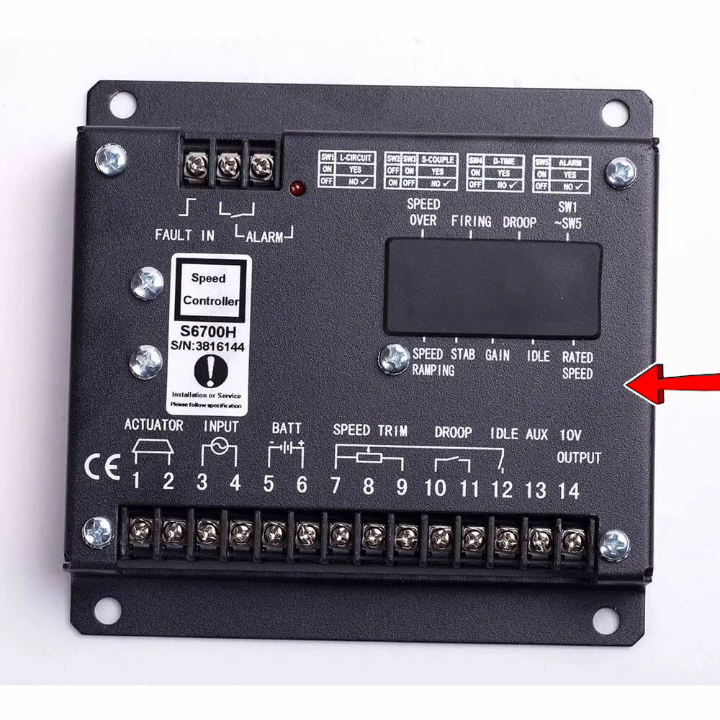 SW1 L-CIRCUIT
ON YES
OFF NO ✓
SW2 SW3 S-COUPLE
OFF OFF YES
ON ON NO ✓
SW4 D-TIME
ON YES
OFF NO ✓
SW5 ALARM
ON YES
OFF NO ✓
SPEED
OVER
FIRING
DROOP
SW1
~SW5
FAULT IN
ALARM
Speed
Controller
S6700H
S/N:3816144
Installation or Service
Please follow specification
SPEED
RAMPING
STAB
GAIN
IDLE
RATED
SPEED
ACTUATOR INPUT BATT SPEED TRIM DROOP IDLE AUX 10V
OUTPUT
- +
CE 1 2 3 4 5 6 7 8 9 10 11 12 13 14